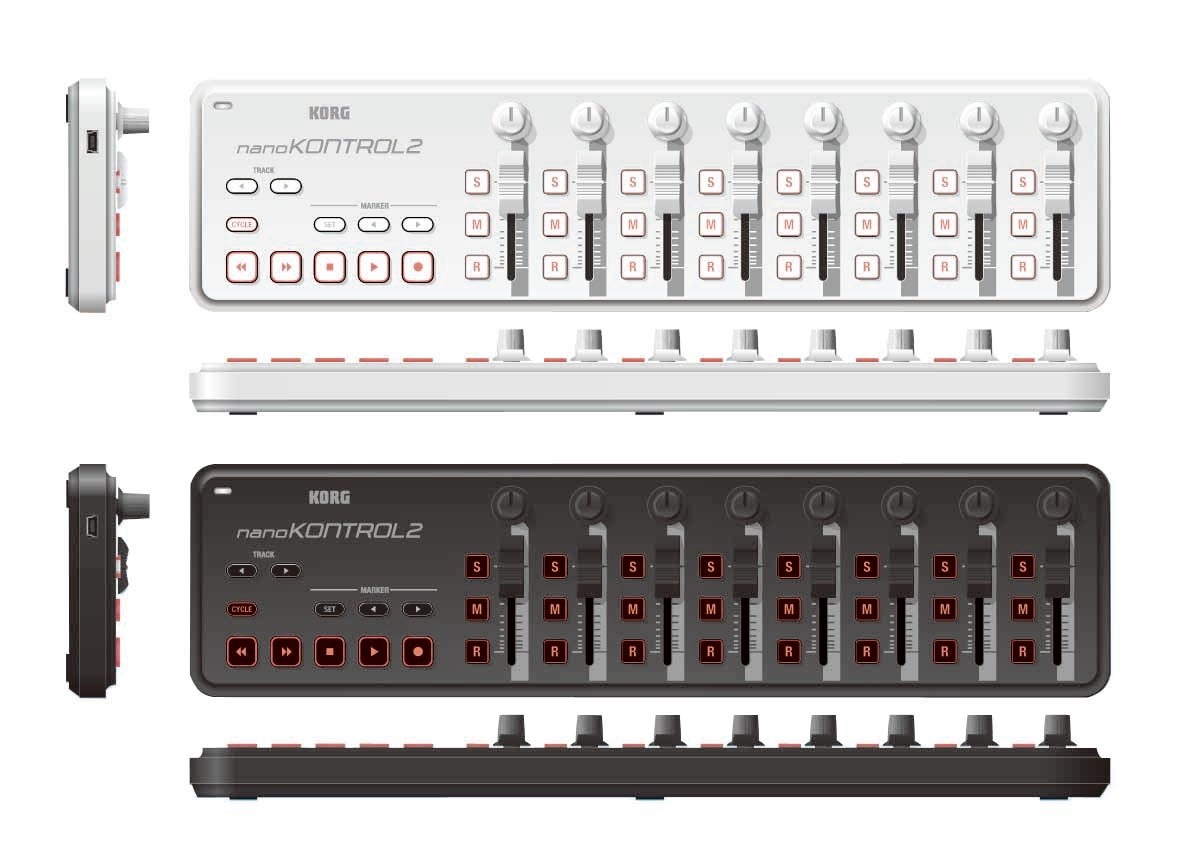 KORG
nanoKONTROL2
TRACK
S S S S S S S S
MARKER
CYCLE SET M M M M M M M M
R R R R R R R R
KORG
nanoKONTROL2
TRACK
S S S S S S S S
MARKER
CYCLE SET M M M M M M M M
R R R R R R R R